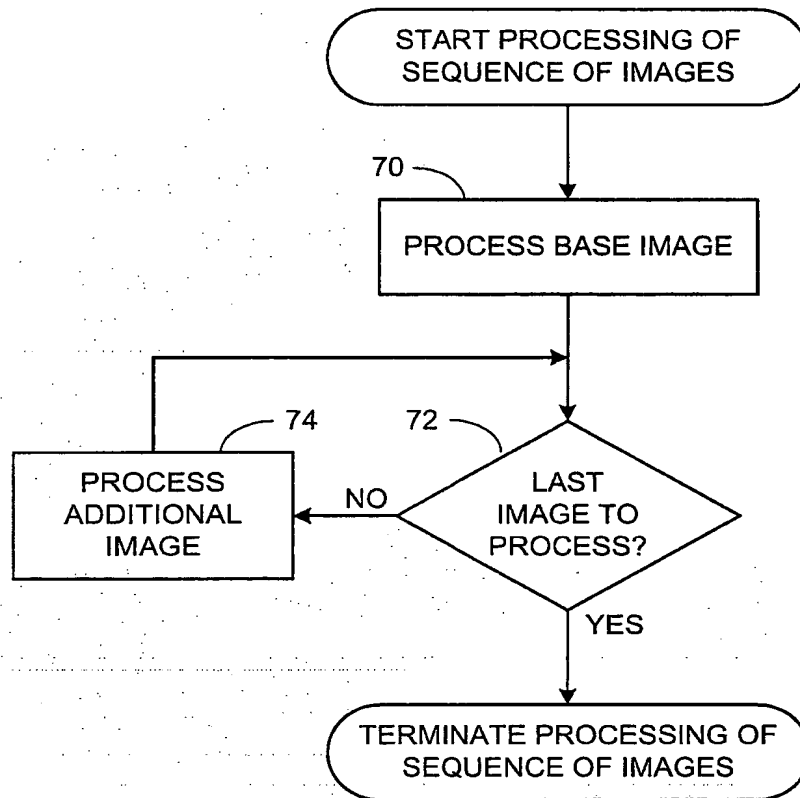 START PROCESSING OF
SEQUENCE OF IMAGES
70
PROCESS BASE IMAGE
74
72
PROCESS
ADDITIONAL
IMAGE
NO
LAST
IMAGE TO
PROCESS?
YES
TERMINATE PROCESSING OF
SEQUENCE OF IMAGES